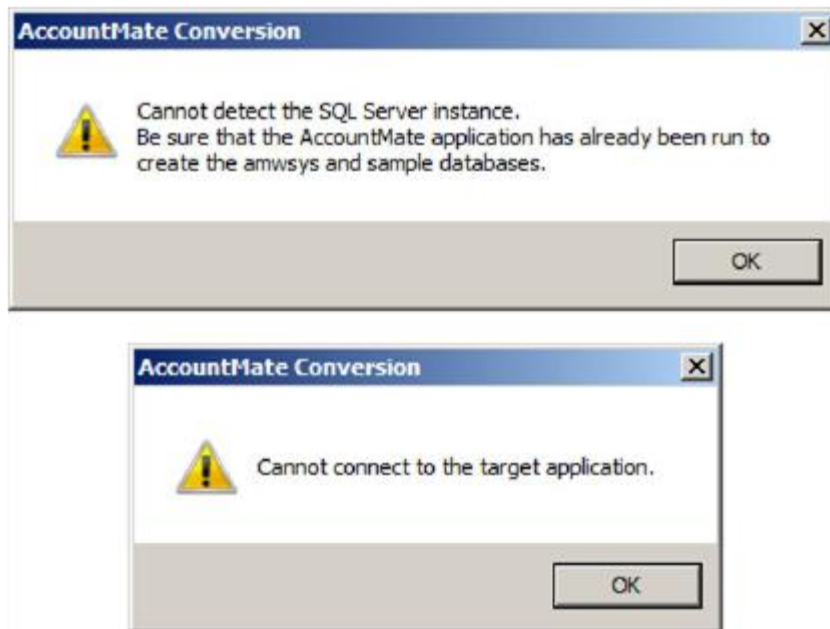 AccountMate Conversion
Cannot detect the SQL Server instance.
Be sure that the AccountMate application has already been run to
create the amwsys and sample databases.
OK
AccountMate Conversion
Cannot connect to the target application.
OK